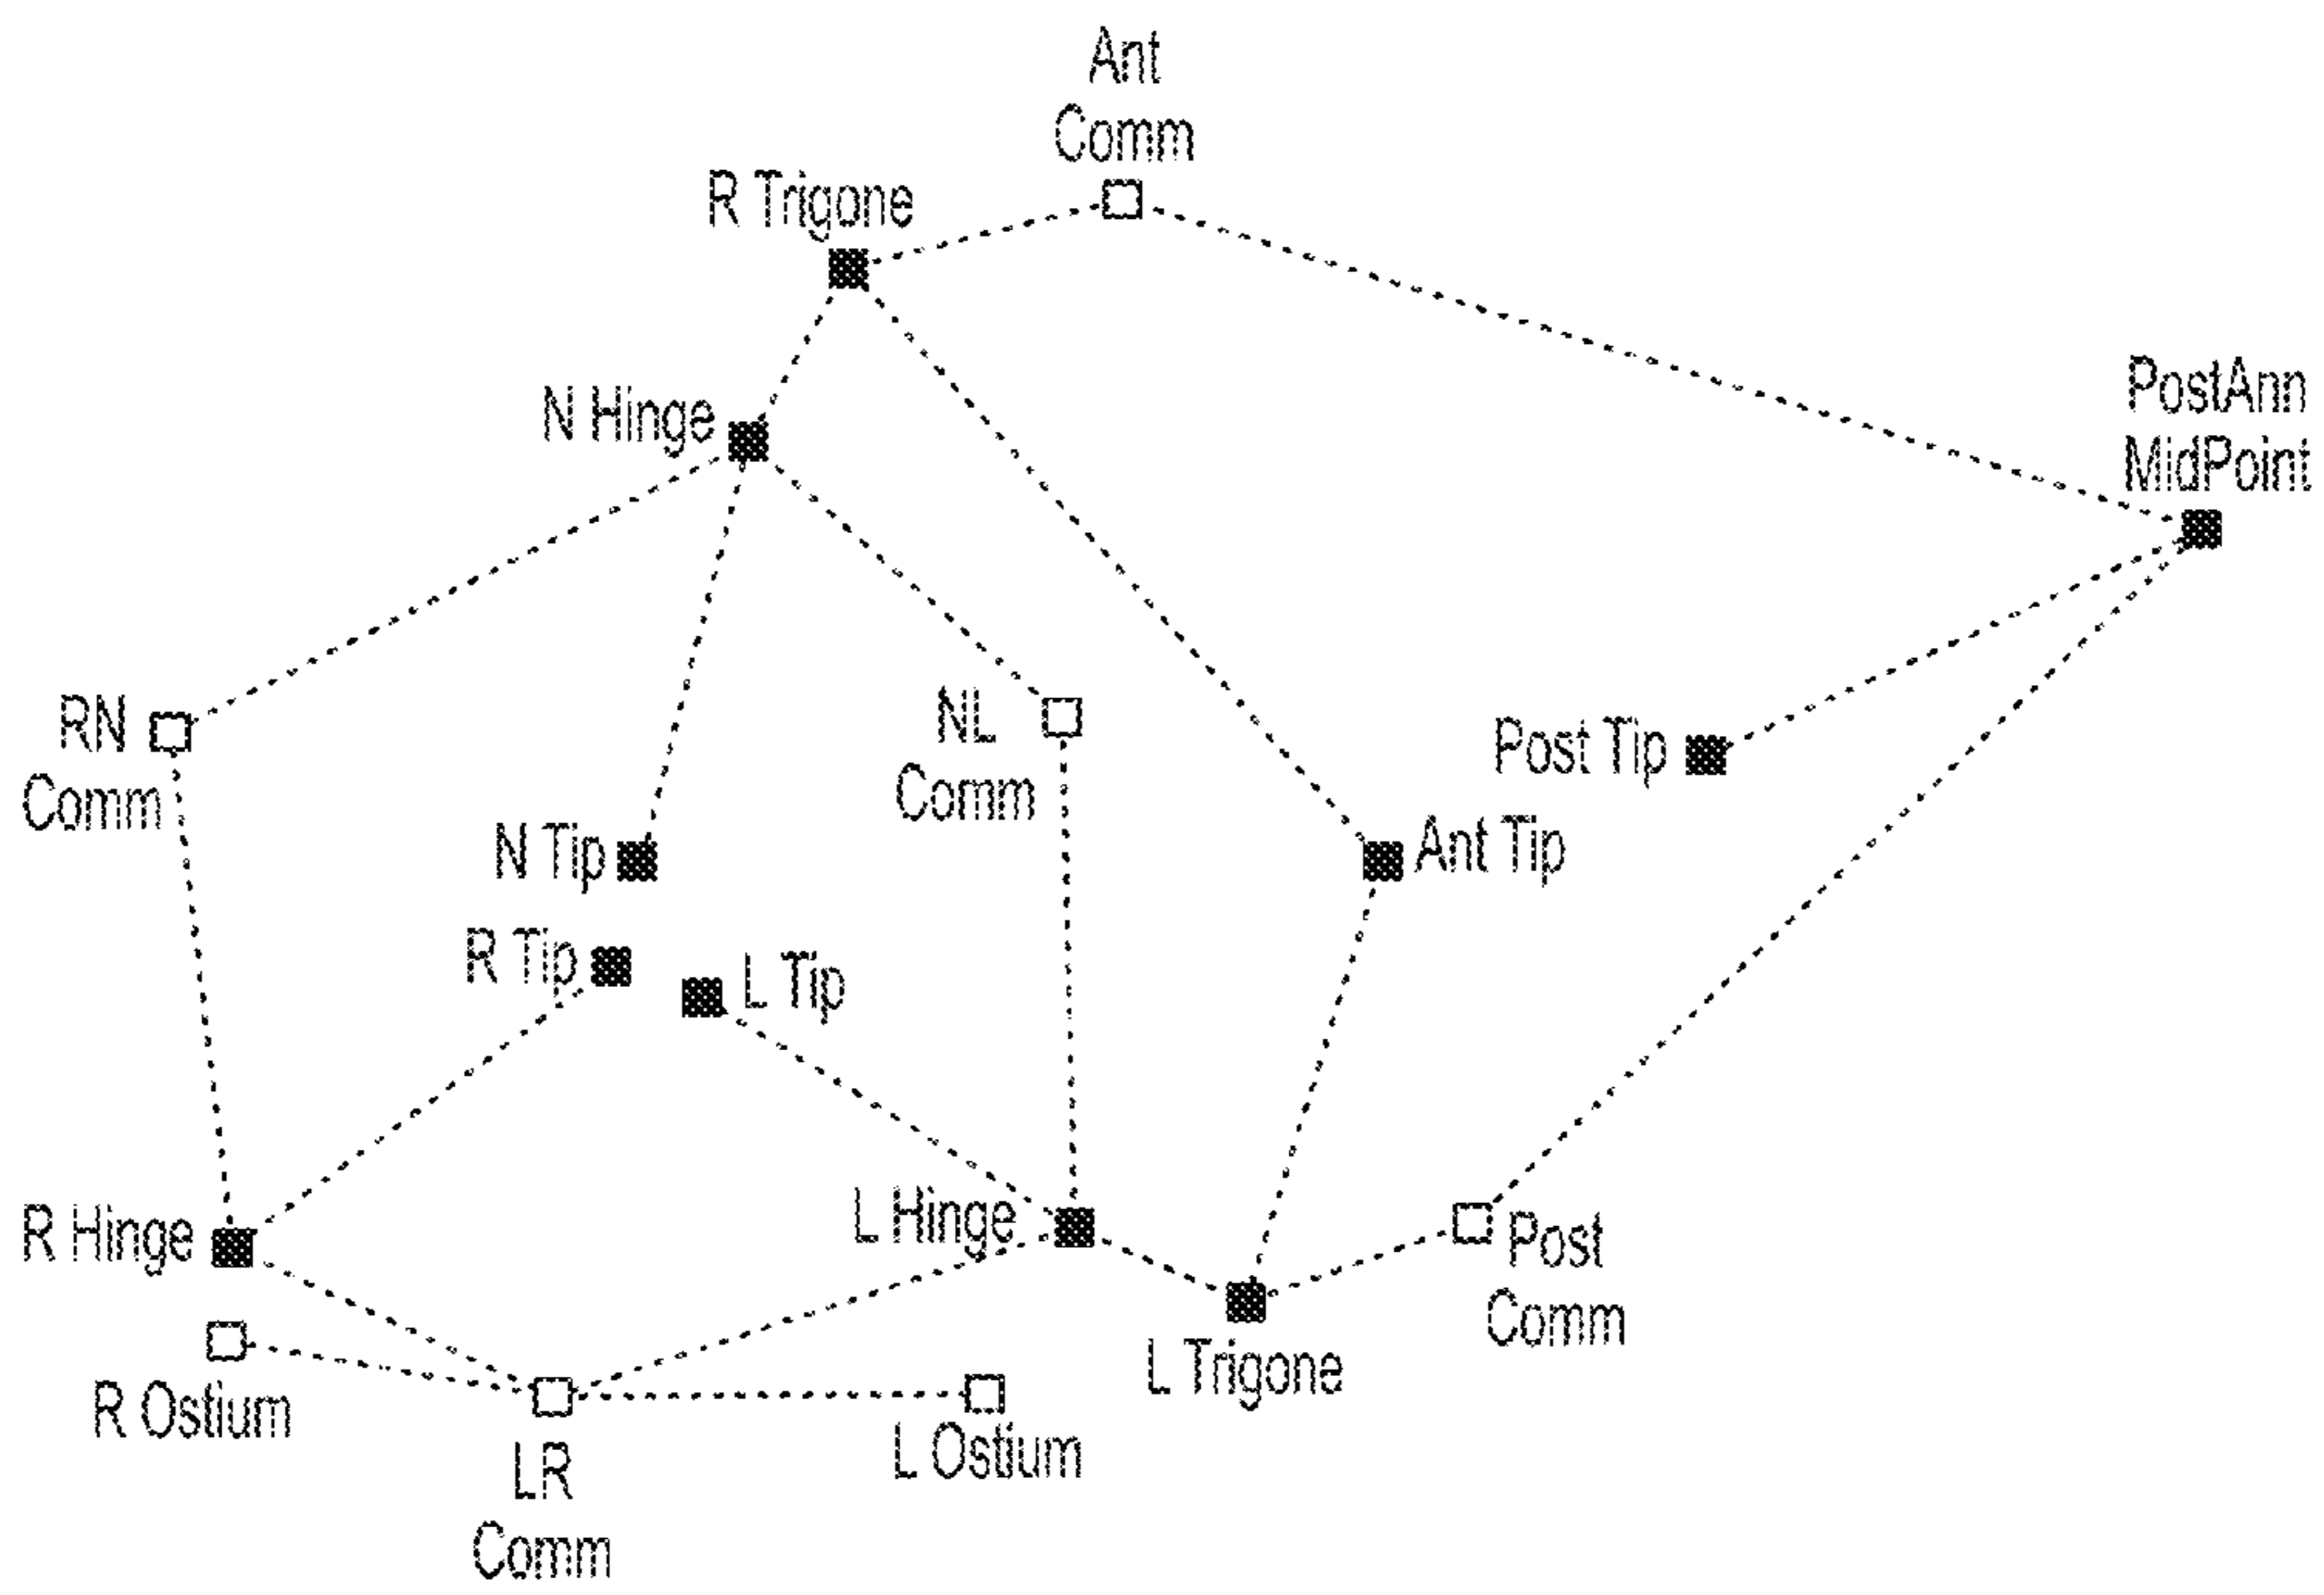 Ant
Comm
R Trigone
N Hinge
PostAnn
MidPoint
RN
Comm
NL
Comm
Post Tip
N Tip
Ant Tip
R Tip
L Tip
R Hinge
L Hinge
Post
Comm
R Ostium
L Trigone
L Ostium
LR
Comm